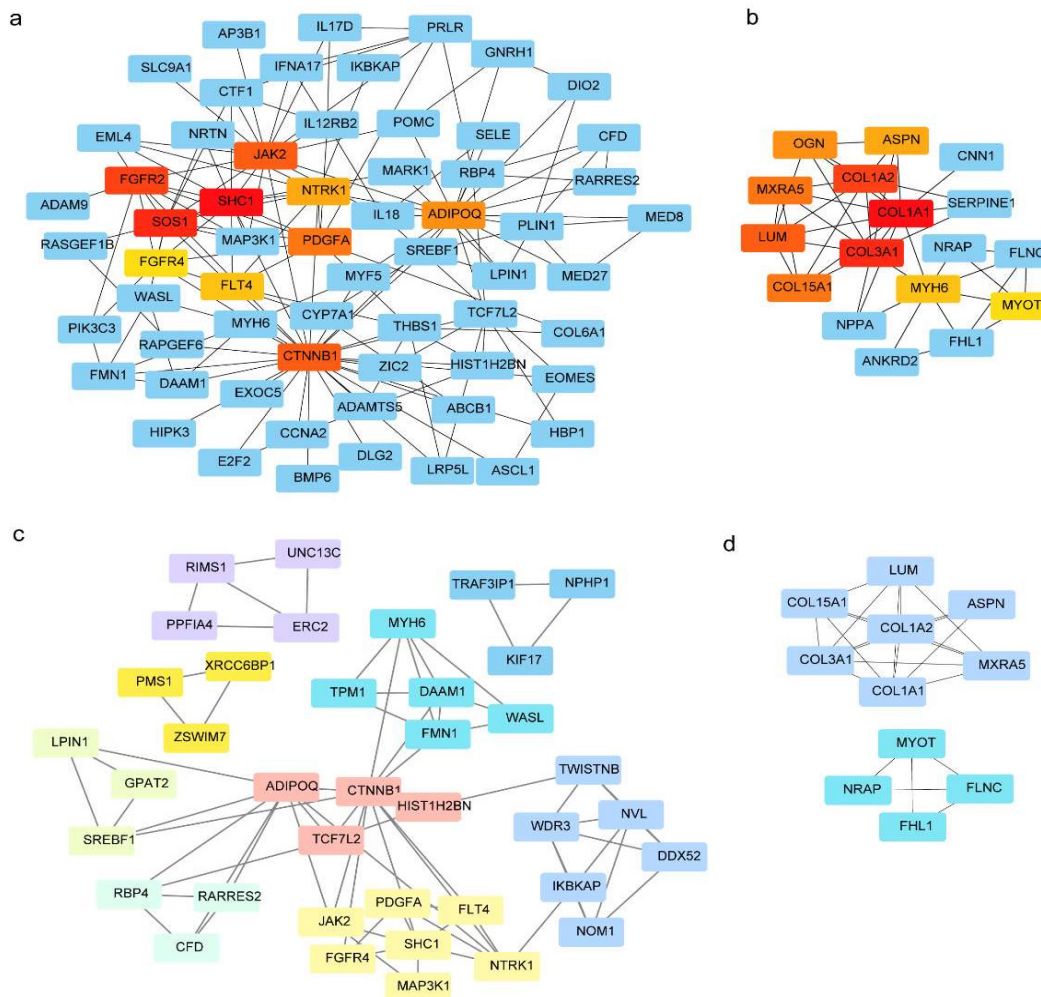 a
IL17D
PRLR
AP3B1
GNRH1
SLC9A1
IFNA17
IKBKAP
DIO2
CTF1
IL12RB2
POMC
SELE
CFD
EML4
NRTN
JAK2
MARK1
RBP4
RARRES2
FGFR2
SHC1
NTRK1
ADAM9
SOS1
IL18
ADIPOQ
PLIN1
MED8
RASGEF1B
MAP3K1
PDGFA
SREBF1
FGFR4
FLT4
MYF5
LPIN1
MED27
WASL
CYP7A1
TCF7L2
PIK3C3
MYH6
THBS1
COL6A1
RAPGEF6
CTNNB1
ZIC2
HIST1H2BN
FMN1
DAAM1
EOMES
EXOC5
ADAMTS5
ABCB1
HIPK3
CCNA2
HBP1
E2F2
DLG2
LRP5L
ASCL1
BMP6
b
OGN
ASPN
CNN1
MXRA5
COL1A2
COL1A1
SERPINE1
LUM
COL3A1
NRAP
FLNC
COL15A1
MYH6
MYOT
NPPA
FHL1
ANKRD2
c
UNC13C
RIMS1
TRAF3IP1
NPHP1
PPFIA4
ERC2
MYH6
XRCC6BP1
KIF17
PMS1
TPM1
DAAM1
WASL
ZSWIM7
FMN1
LPIN1
GPAT2
ADIPOQ
CTNNB1
TWISTNB
HIST1H2BN
NVL
SREBF1
TCF7L2
WDR3
DDX52
RBP4
RARRES2
IKBKAP
PDGFA
FLT4
JAK2
NOM1
CFD
SHC1
FGFR4
NTRK1
MAP3K1
d
LUM
COL15A1
ASPN
COL1A2
COL3A1
MXRA5
COL1A1
MYOT
NRAP
FLNC
FHL1